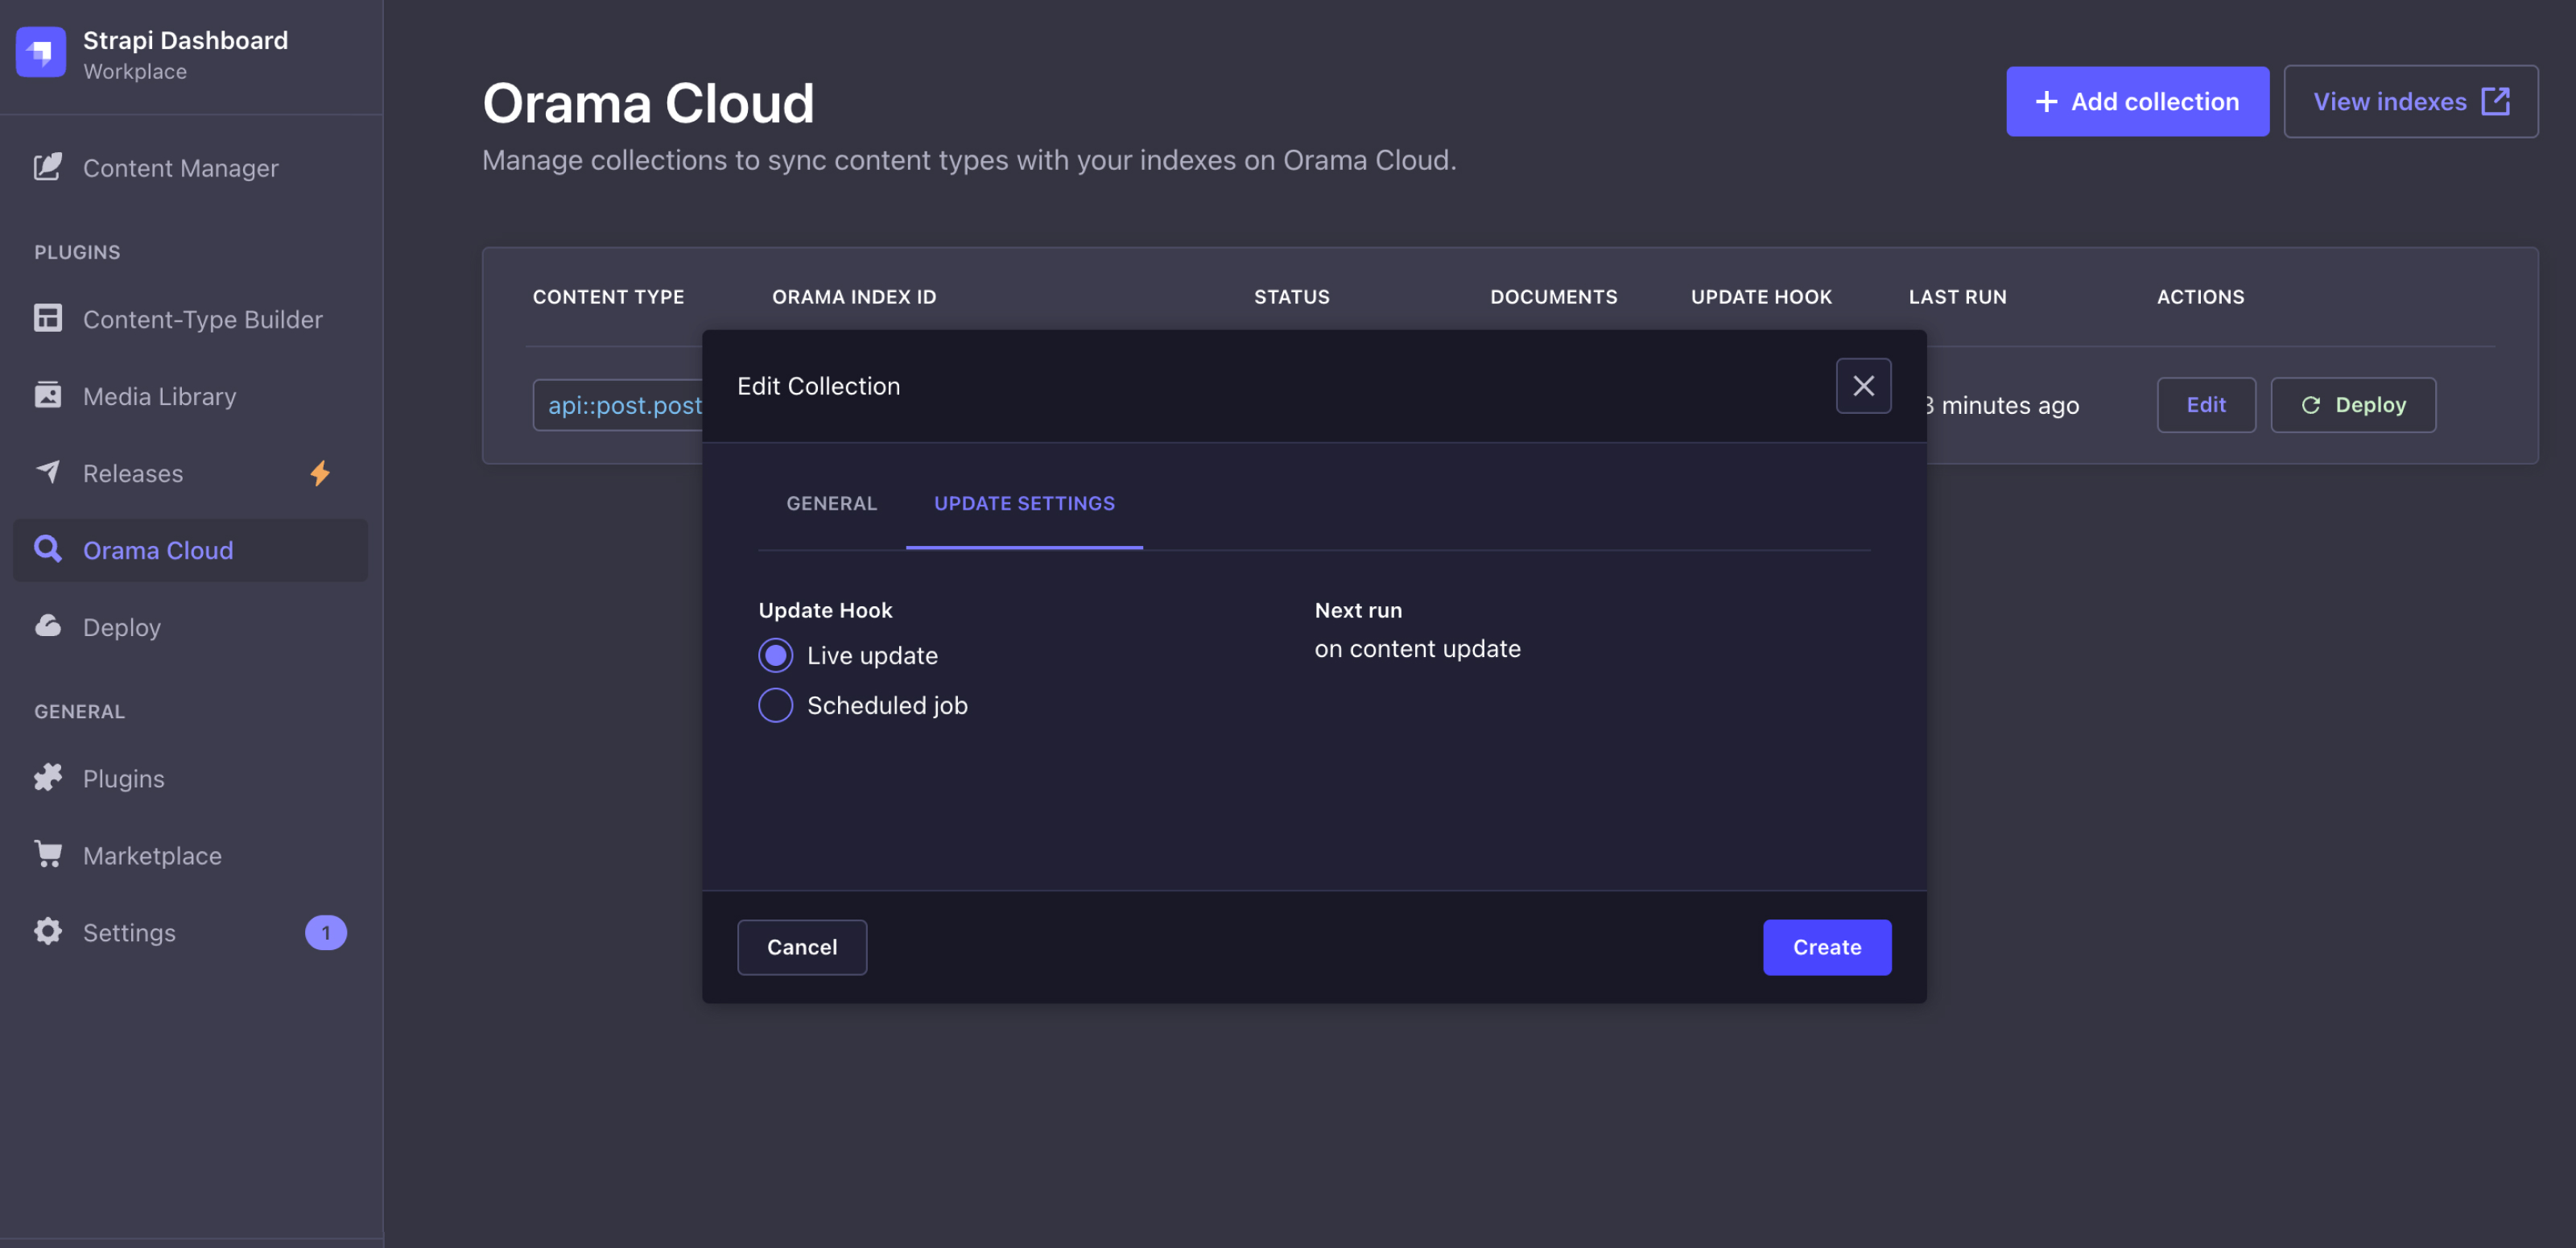 Strapi Dashboard
Workplace
Content Manager
PLUGINS
Content-Type Builder
Media Library
Releases
Orama Cloud
Deploy
GENERAL
Plugins
Marketplace
Settings 1
Orama Cloud
Manage collections to sync content types with your indexes on Orama Cloud.
Add collection
View indexes
CONTENT TYPE ORAMA INDEX ID STATUS DOCUMENTS UPDATE HOOK LAST RUN ACTIONS
api::post.post minutes ago Edit Deploy
Edit Collection
GENERAL UPDATE SETTINGS
Update Hook
Live update
Scheduled job
Next run
on content update
Cancel Create